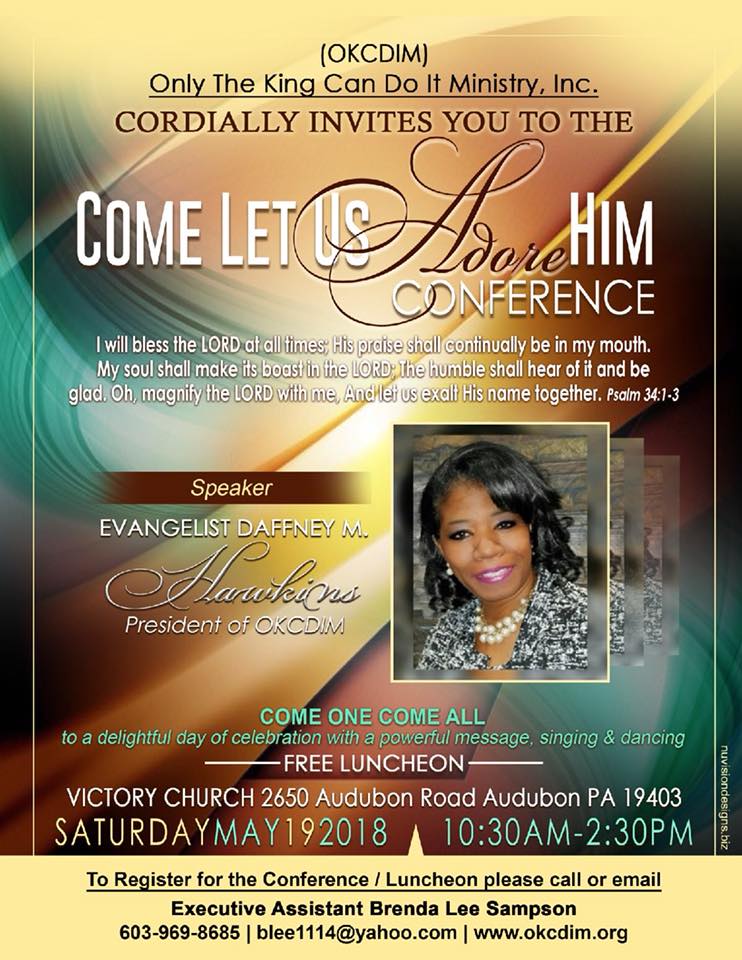 (OKCDIM)
Only The King Can Do It Ministry, Inc.
CORDIALLY INVITES YOU TO THE
COME LET US Adore HIM
CONFERENCE
I will bless the LORD at all times; His praise shall continually be in my mouth.
My soul shall make its boast in the LORD; The humble shall hear of it and be
glad. Oh, magnify the LORD with me, And let us exalt His name together. Psalm 34:1-3
Speaker
EVANGELIST DAFFNEY M.
Hawkins
President of OKCDIM
COME ONE COME ALL
to a delightful day of celebration with a powerful message, singing & dancing
FREE LUNCHEON
VICTORY CHURCH 2650 Audubon Road Audubon PA 19403
SATURDAYMAY192018 10:30AM-2:30PM
nuvisiondesigns.biz
To Register for the Conference / Luncheon please call or email
Executive Assistant Brenda Lee Sampson
603-969-8685 | blee1114@yahoo.com | www.okcdim.org